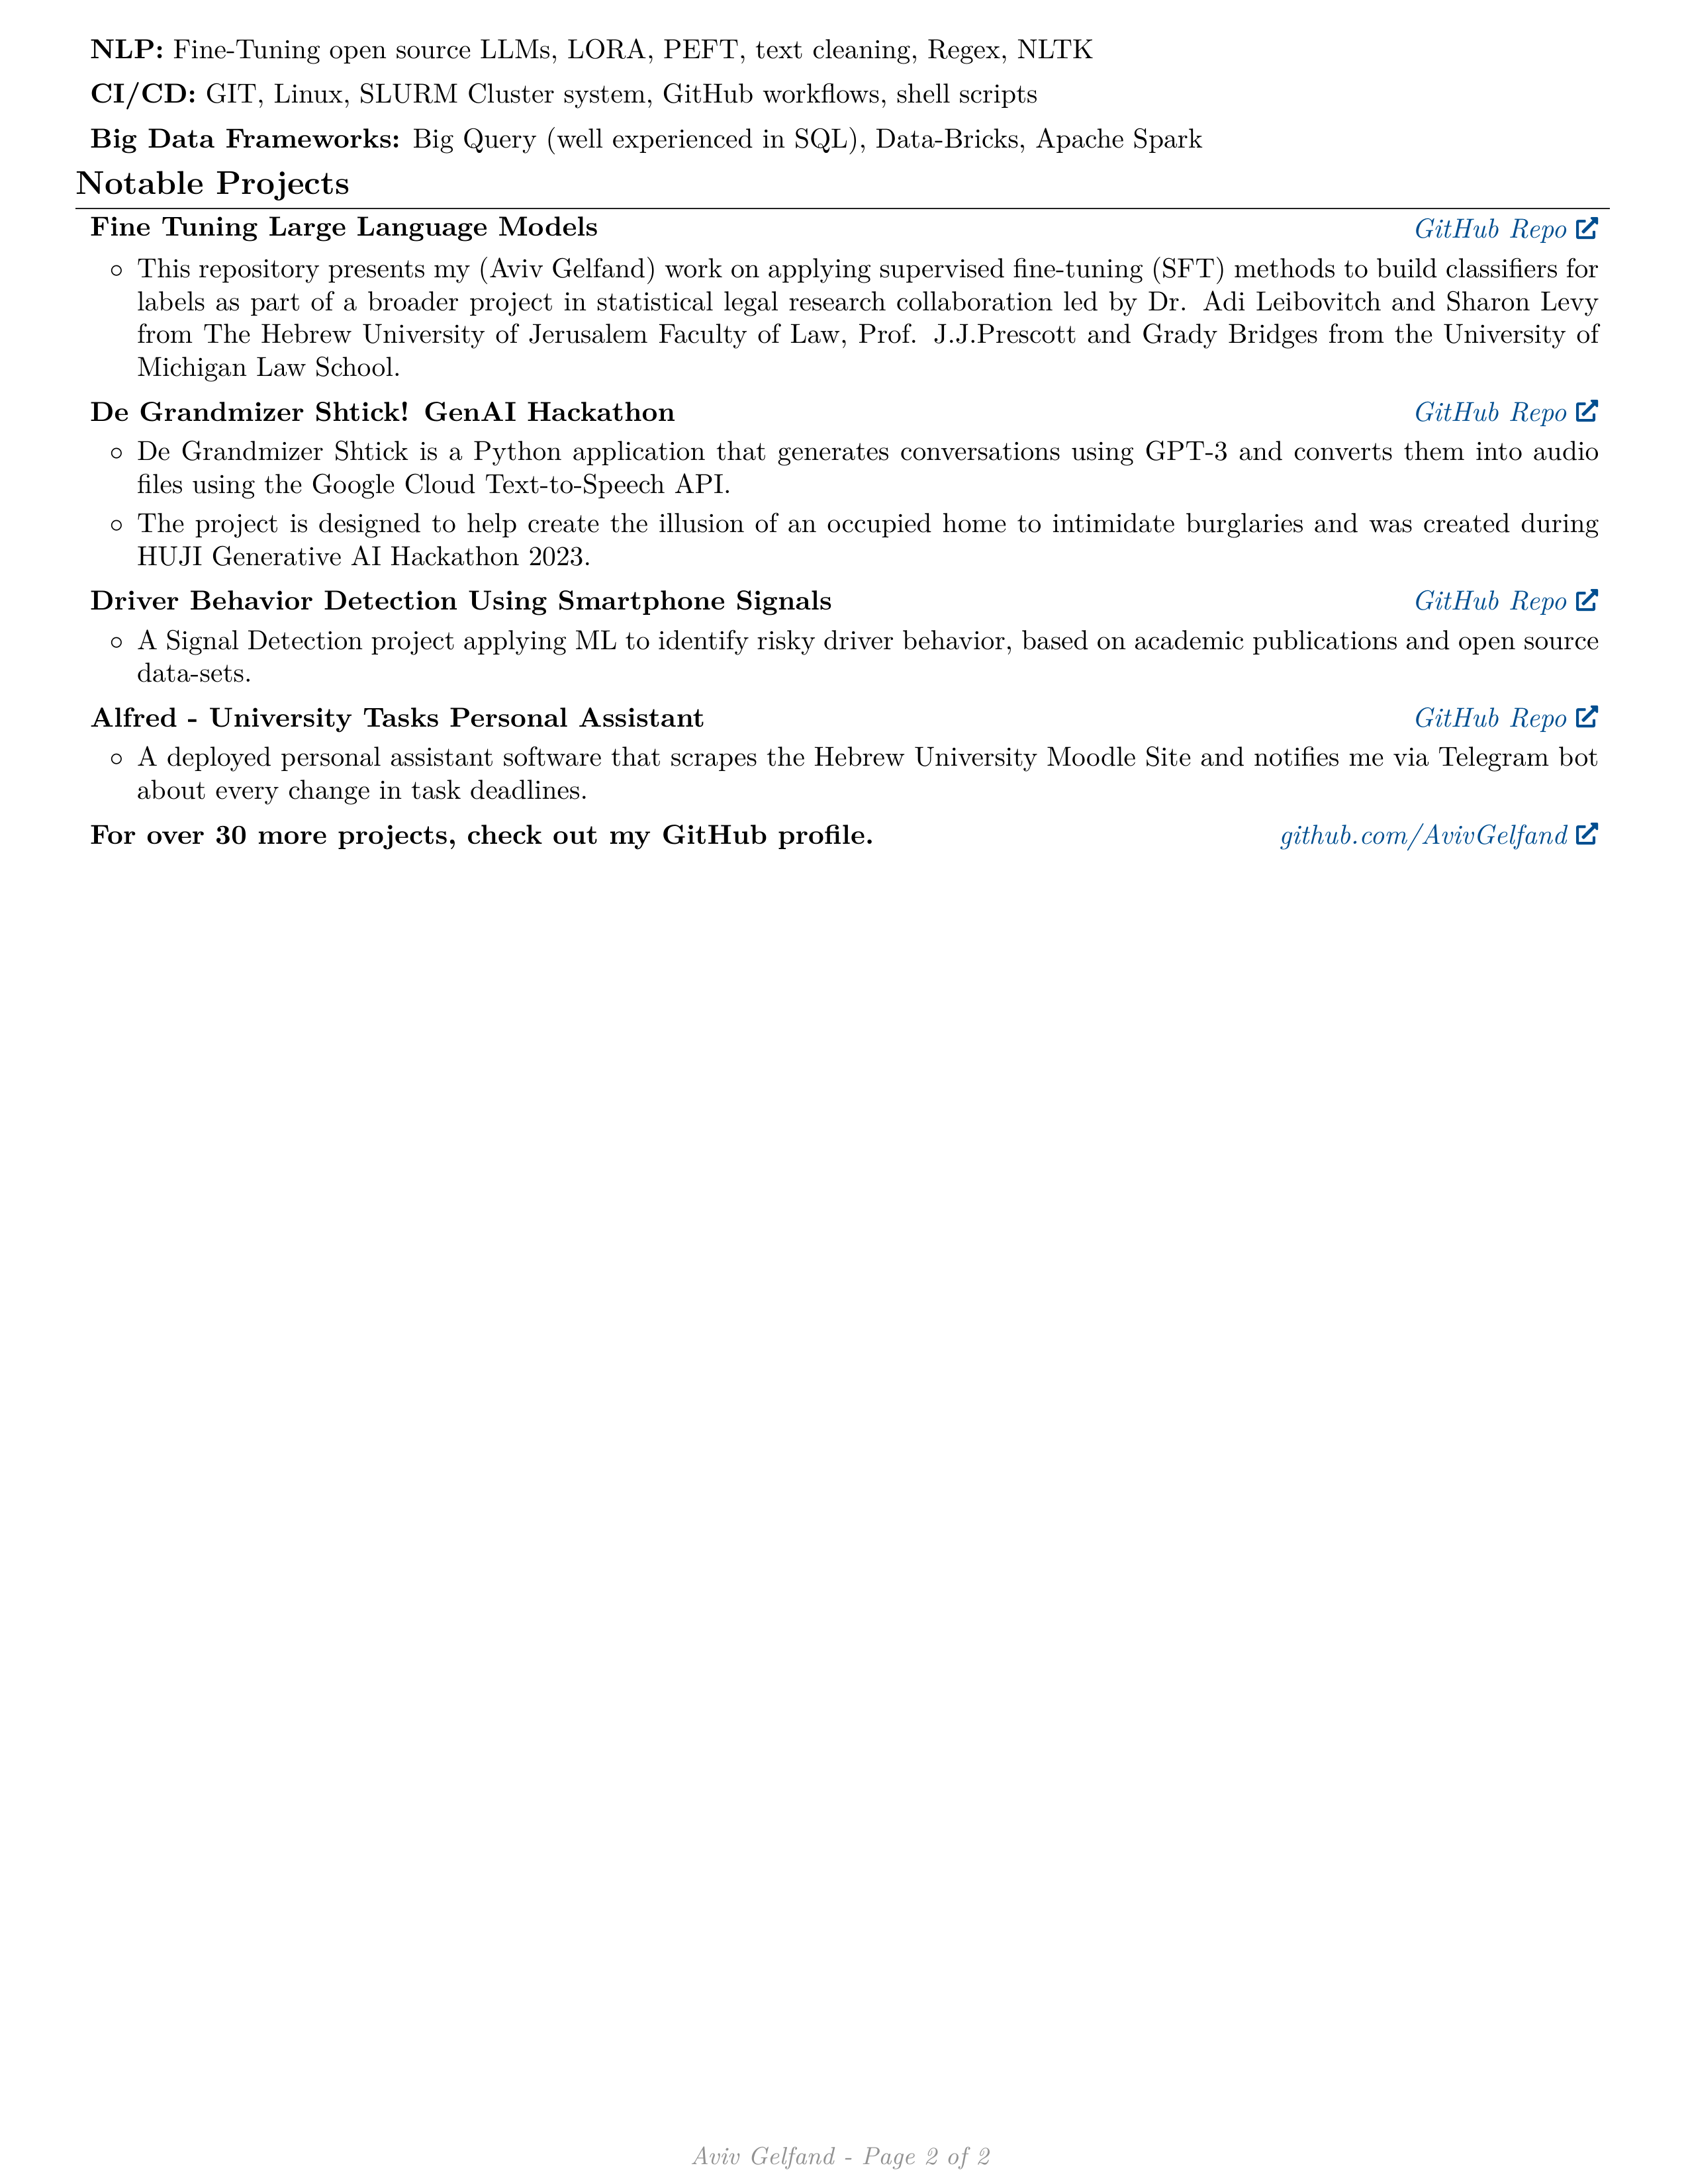 NLP: Fine-Tuning open source LLMs, LORA, PEFT, text cleaning, Regex, NLTK
CI/CD: GIT, Linux, SLURM Cluster system, GitHub workflows, shell scripts
Big Data Frameworks: Big Query (well experienced in SQL), Data-Bricks, Apache Spark
Notable Projects
Fine Tuning Large Language Models GitHub Repo
◦ This repository presents my (Aviv Gelfand) work on applying supervised fine-tuning (SFT) methods to build classifiers for
labels as part of a broader project in statistical legal research collaboration led by Dr. Adi Leibovitch and Sharon Levy
from The Hebrew University of Jerusalem Faculty of Law, Prof. J.J.Prescott and Grady Bridges from the University of
Michigan Law School.
De Grandmizer Shtick! GenAI Hackathon GitHub Repo
◦ De Grandmizer Shtick is a Python application that generates conversations using GPT-3 and converts them into audio
files using the Google Cloud Text-to-Speech API.
◦ The project is designed to help create the illusion of an occupied home to intimidate burglaries and was created during
HUJI Generative AI Hackathon 2023.
Driver Behavior Detection Using Smartphone Signals GitHub Repo
◦ A Signal Detection project applying ML to identify risky driver behavior, based on academic publications and open source
data-sets.
Alfred - University Tasks Personal Assistant GitHub Repo
◦ A deployed personal assistant software that scrapes the Hebrew University Moodle Site and notifies me via Telegram bot
about every change in task deadlines.
For over 30 more projects, check out my GitHub profile. github.com/AvivGelfand
Aviv Gelfand - Page 2 of 2